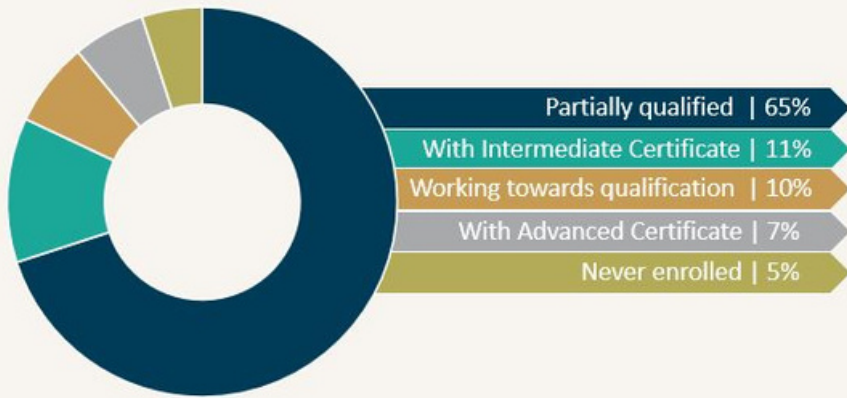 Partially qualified | 65%
With Intermediate Certificate | 11%
Working towards qualification | 10%
With Advanced Certificate | 7%
Never enrolled | 5%